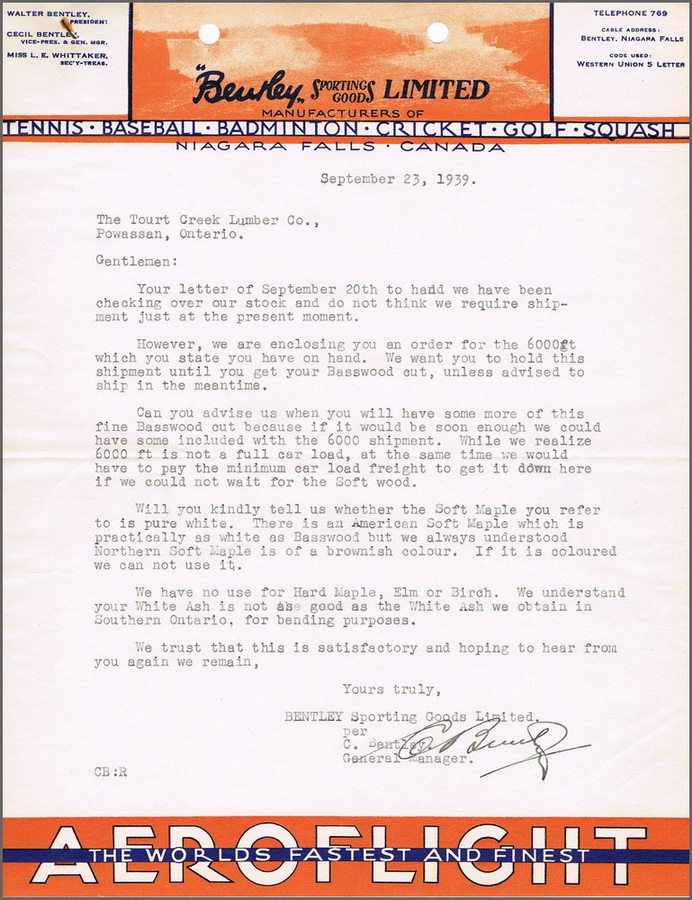 WALTER BENTLEY,
PRESIDENT
CECIL BENTLEY,
VICE-PRES. & GEN. MGR.
MISS L. E. WHITTAKER,
SEC'Y-TREAS.
"Bentley" SPORTING GOODS LIMITED
MANUFACTURERS OF
TELEPHONE 769
CABLE ADDRESS:
BENTLEY, NIAGARA FALLS
CODE USED:
WESTERN UNION 5 LETTER
TENNIS · BASEBALL · BADMINTON · CRICKET · GOLF · SQUASH
NIAGARA FALLS · CANADA
September 23, 1939.
The Tourt Creek Lumber Co.,
Powassan, Ontario.
Gentlemen:
Your letter of September 20th to hand we have been
checking over our stock and do not think we require ship-
ment just at the present moment.
However, we are enclosing you an order for the 6000ft
which you state you have on hand. We want you to hold this
shipment until you get your Basswood cut, unless advised to
ship in the meantime.
Can you advise us when you will have some more of this
fine Basswood cut because if it would be soon enough we could
have some included with the 6000 shipment. While we realize
6000 ft is not a full car load, at the same time we would
have to pay the minimum car load freight to get it down here
if we could not wait for the Soft wood.
Will you kindly tell us whether the Soft Maple you refer
to is pure white. There is an American Soft Maple which is
practically as white as Basswood but we always understood
Northern Soft Maple is of a brownish colour. If it is coloured
we can not use it.
We have no use for Hard Maple, Elm or Birch. We understand
your White Ash is not as good as the White Ash we obtain in
Southern Ontario, for bending purposes.
We trust that this is satisfactory and hoping to hear from
you again we remain,
Yours truly,
BENTLEY Sporting Goods Limited.
per
C. Bentley,
General Manager.
C. Bentley
CB:R
AEROFLIGHT
THE WORLDS FASTEST AND FINEST